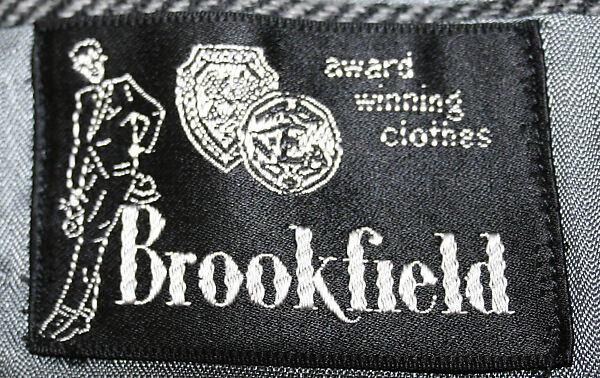 award
winning
clothes
Brookfield